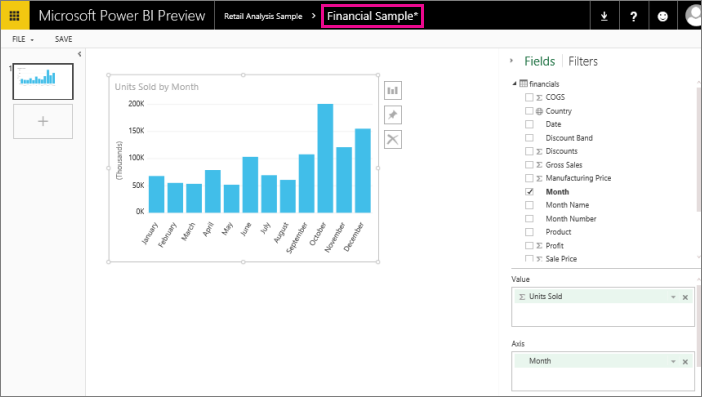 Microsoft Power BI Preview
Retail Analysis Sample > Financial Sample*
?
FILE SAVE
1
Units Sold by Month
200K
150K
100K
50K
0K
(Thousands)
January February March April May June July August September October November December
Fields | Filters
financials
Σ COGS
Country
Date
Discount Band
Σ Discounts
Σ Gross Sales
Σ Manufacturing Price
Month
Month Name
Month Number
Product
Σ Profit
Σ Sale Price
Value
Σ Units Sold
Axis
Month